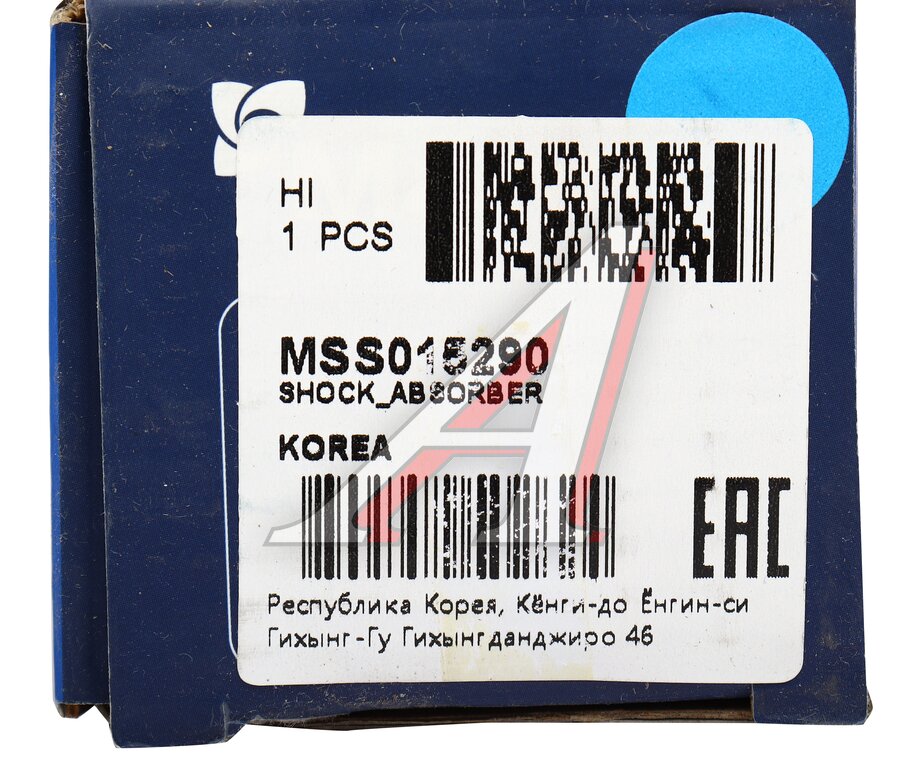 HI
1 PCS
MSS015290
SHOCK_ABSORBER
KOREA
EAC
Республика Корея, Кёнги-до Ёнгин-си
Гихынг-Гу Гихынгданджиро 46